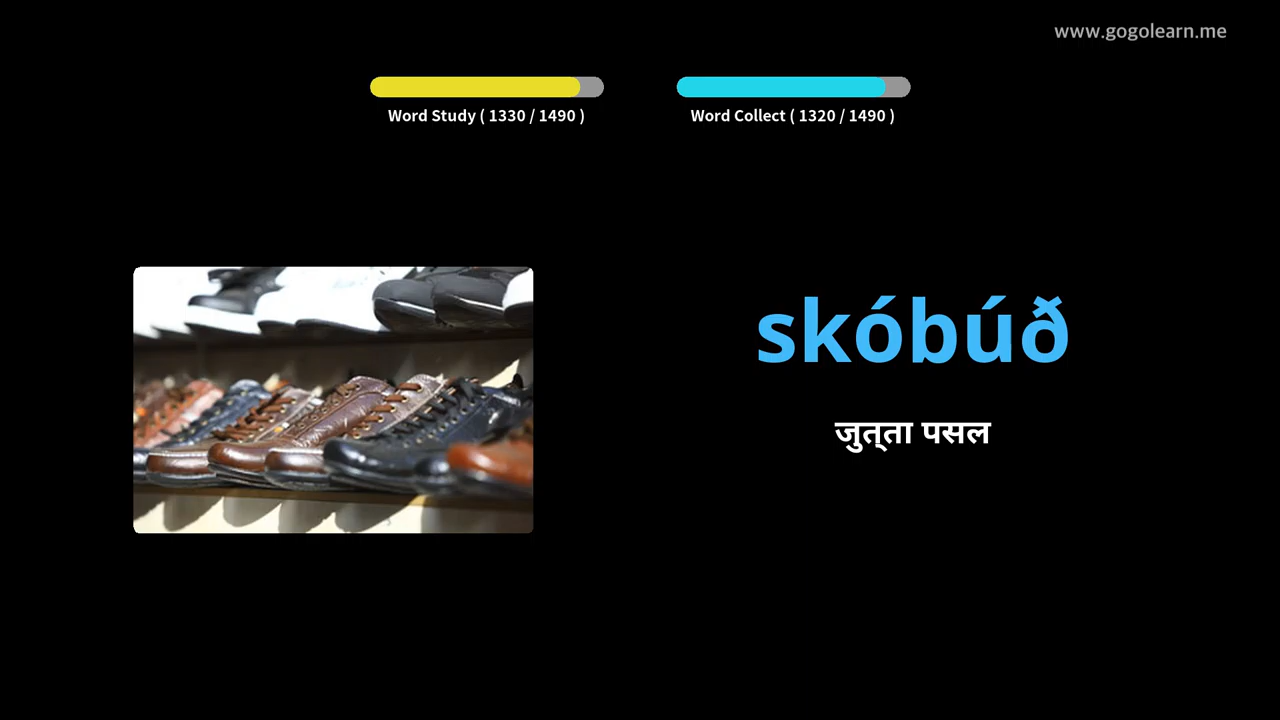 www.gogolearn.me
Word Study ( 1330 / 1490 )
Word Collect ( 1320 / 1490 )
skóbúð
जुत्ता पसल